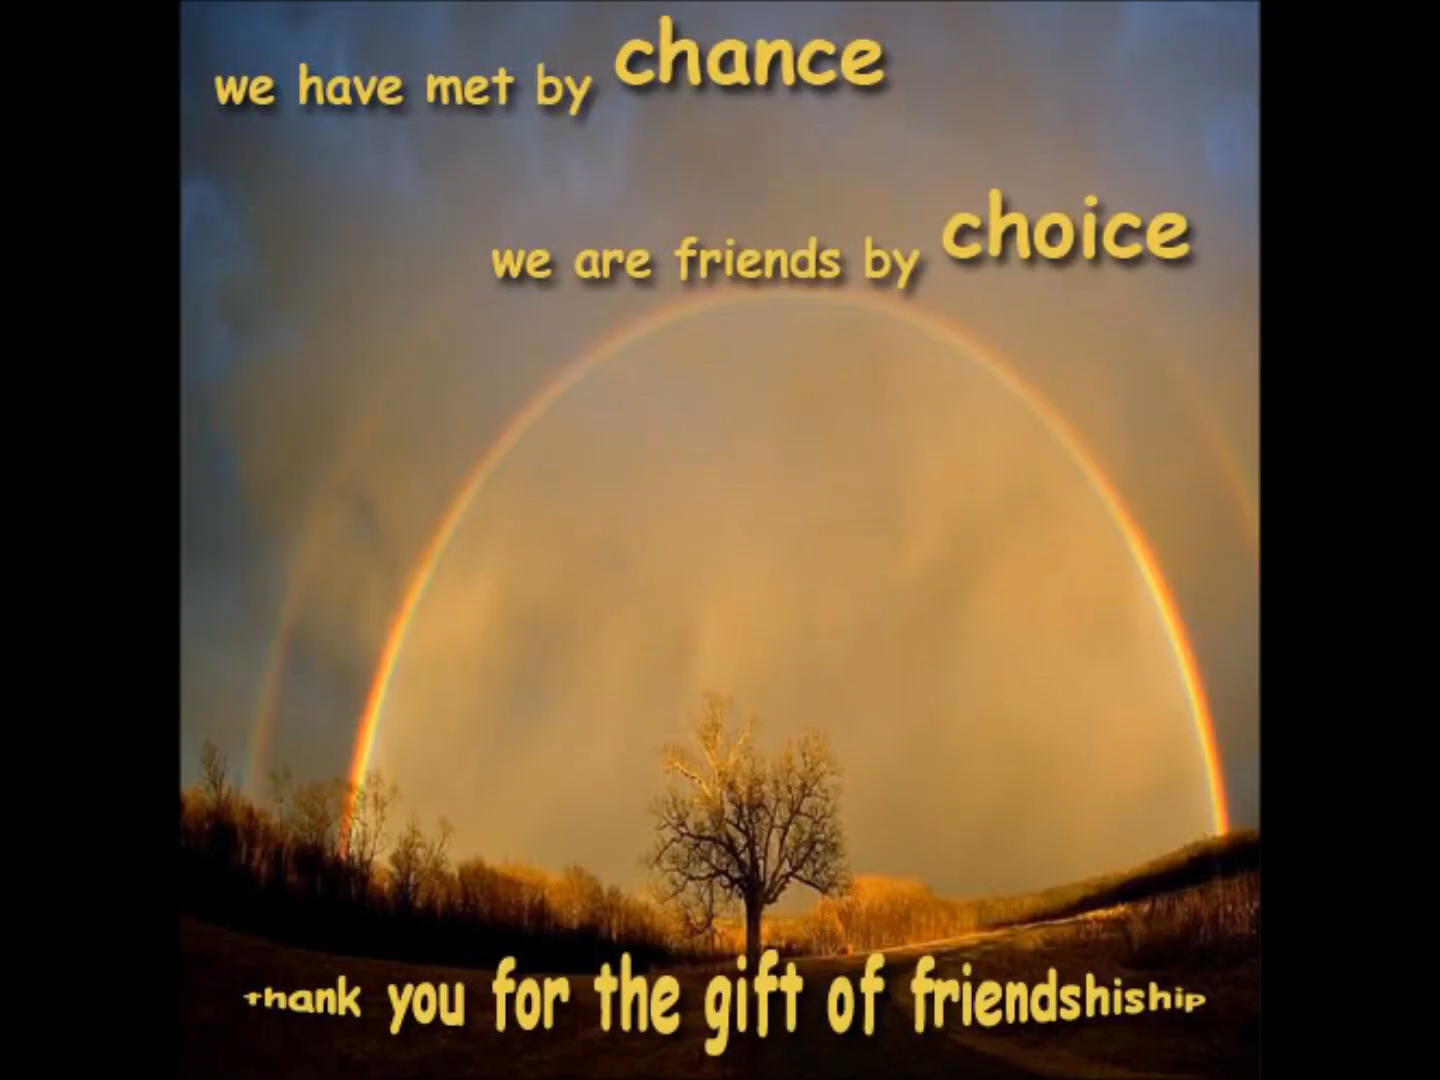 we have met by chance
we are friends by choice
thank you for the gift of friendshiship